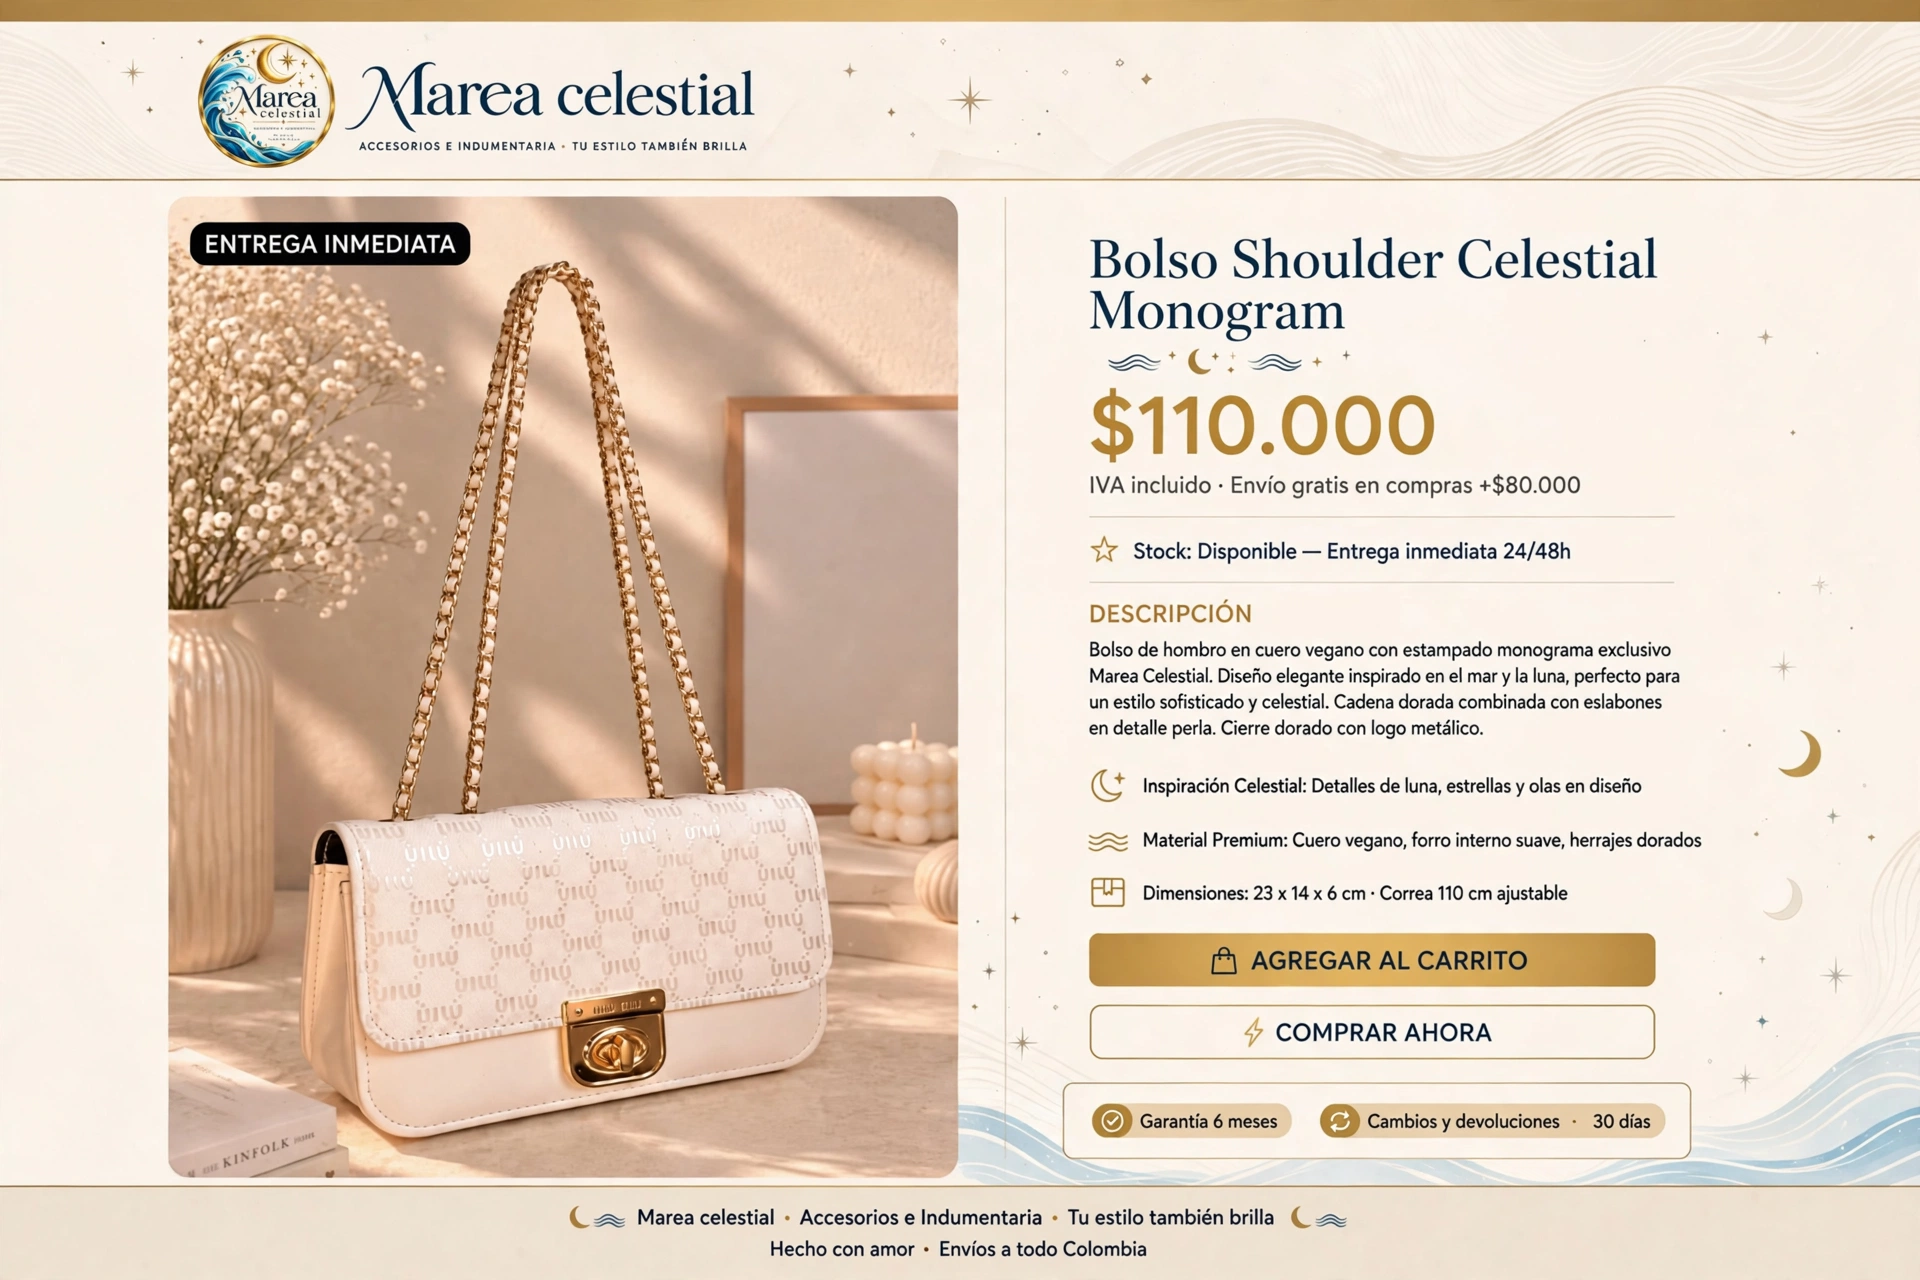 Marea
celestial
Marea celestial
ACCESORIOS E INDUMENTARIA • TU ESTILO TAMBIÉN BRILLA
ENTREGA INMEDIATA
KINFOLK
Bolso Shoulder Celestial
Monogram
$110.000
IVA incluido · Envío gratis en compras +$80.000
Stock: Disponible — Entrega inmediata 24/48h
DESCRIPCIÓN
Bolso de hombro en cuero vegano con estampado monograma exclusivo
Marea Celestial. Diseño elegante inspirado en el mar y la luna, perfecto para
un estilo sofisticado y celestial. Cadena dorada combinada con eslabones
en detalle perla. Cierre dorado con logo metálico.
Inspiración Celestial: Detalles de luna, estrellas y olas en diseño
Material Premium: Cuero vegano, forro interno suave, herrajes dorados
Dimensiones: 23 x 14 x 6 cm · Correa 110 cm ajustable
AGREGAR AL CARRITO
COMPRAR AHORA
Garantía 6 meses
Cambios y devoluciones · 30 días
Marea celestial • Accesorios e Indumentaria • Tu estilo también brilla
Hecho con amor • Envíos a todo Colombia